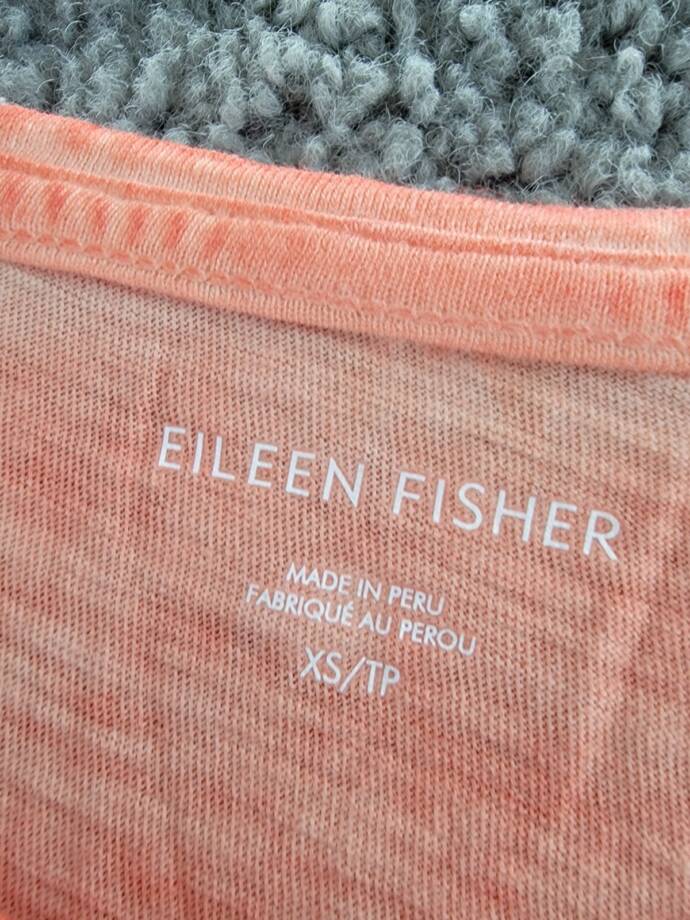 EILEEN FISHER
MADE IN PERU
FABRIQUÉ AU PEROU
XS/TP